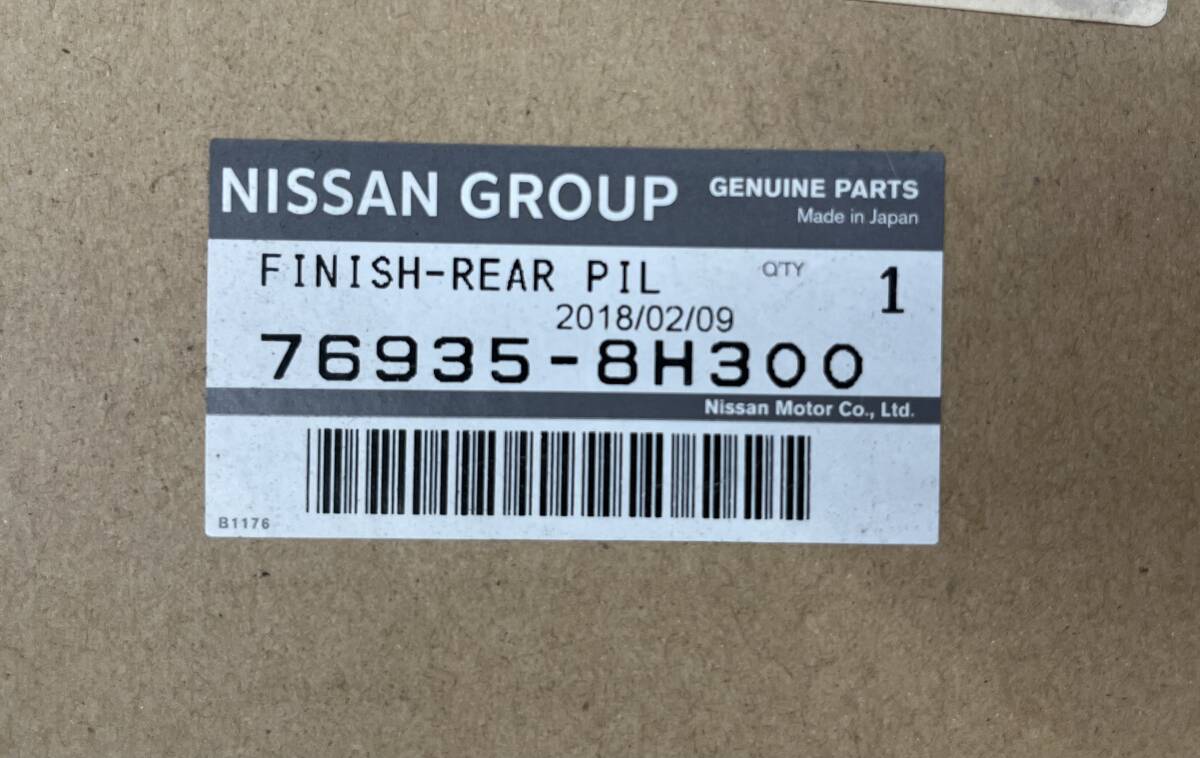 NISSAN GROUP GENUINE PARTS
Made in Japan
FINISH-REAR PIL Q'TY 1
2018/02/09
76935-8H300
Nissan Motor Co., Ltd.
B1176